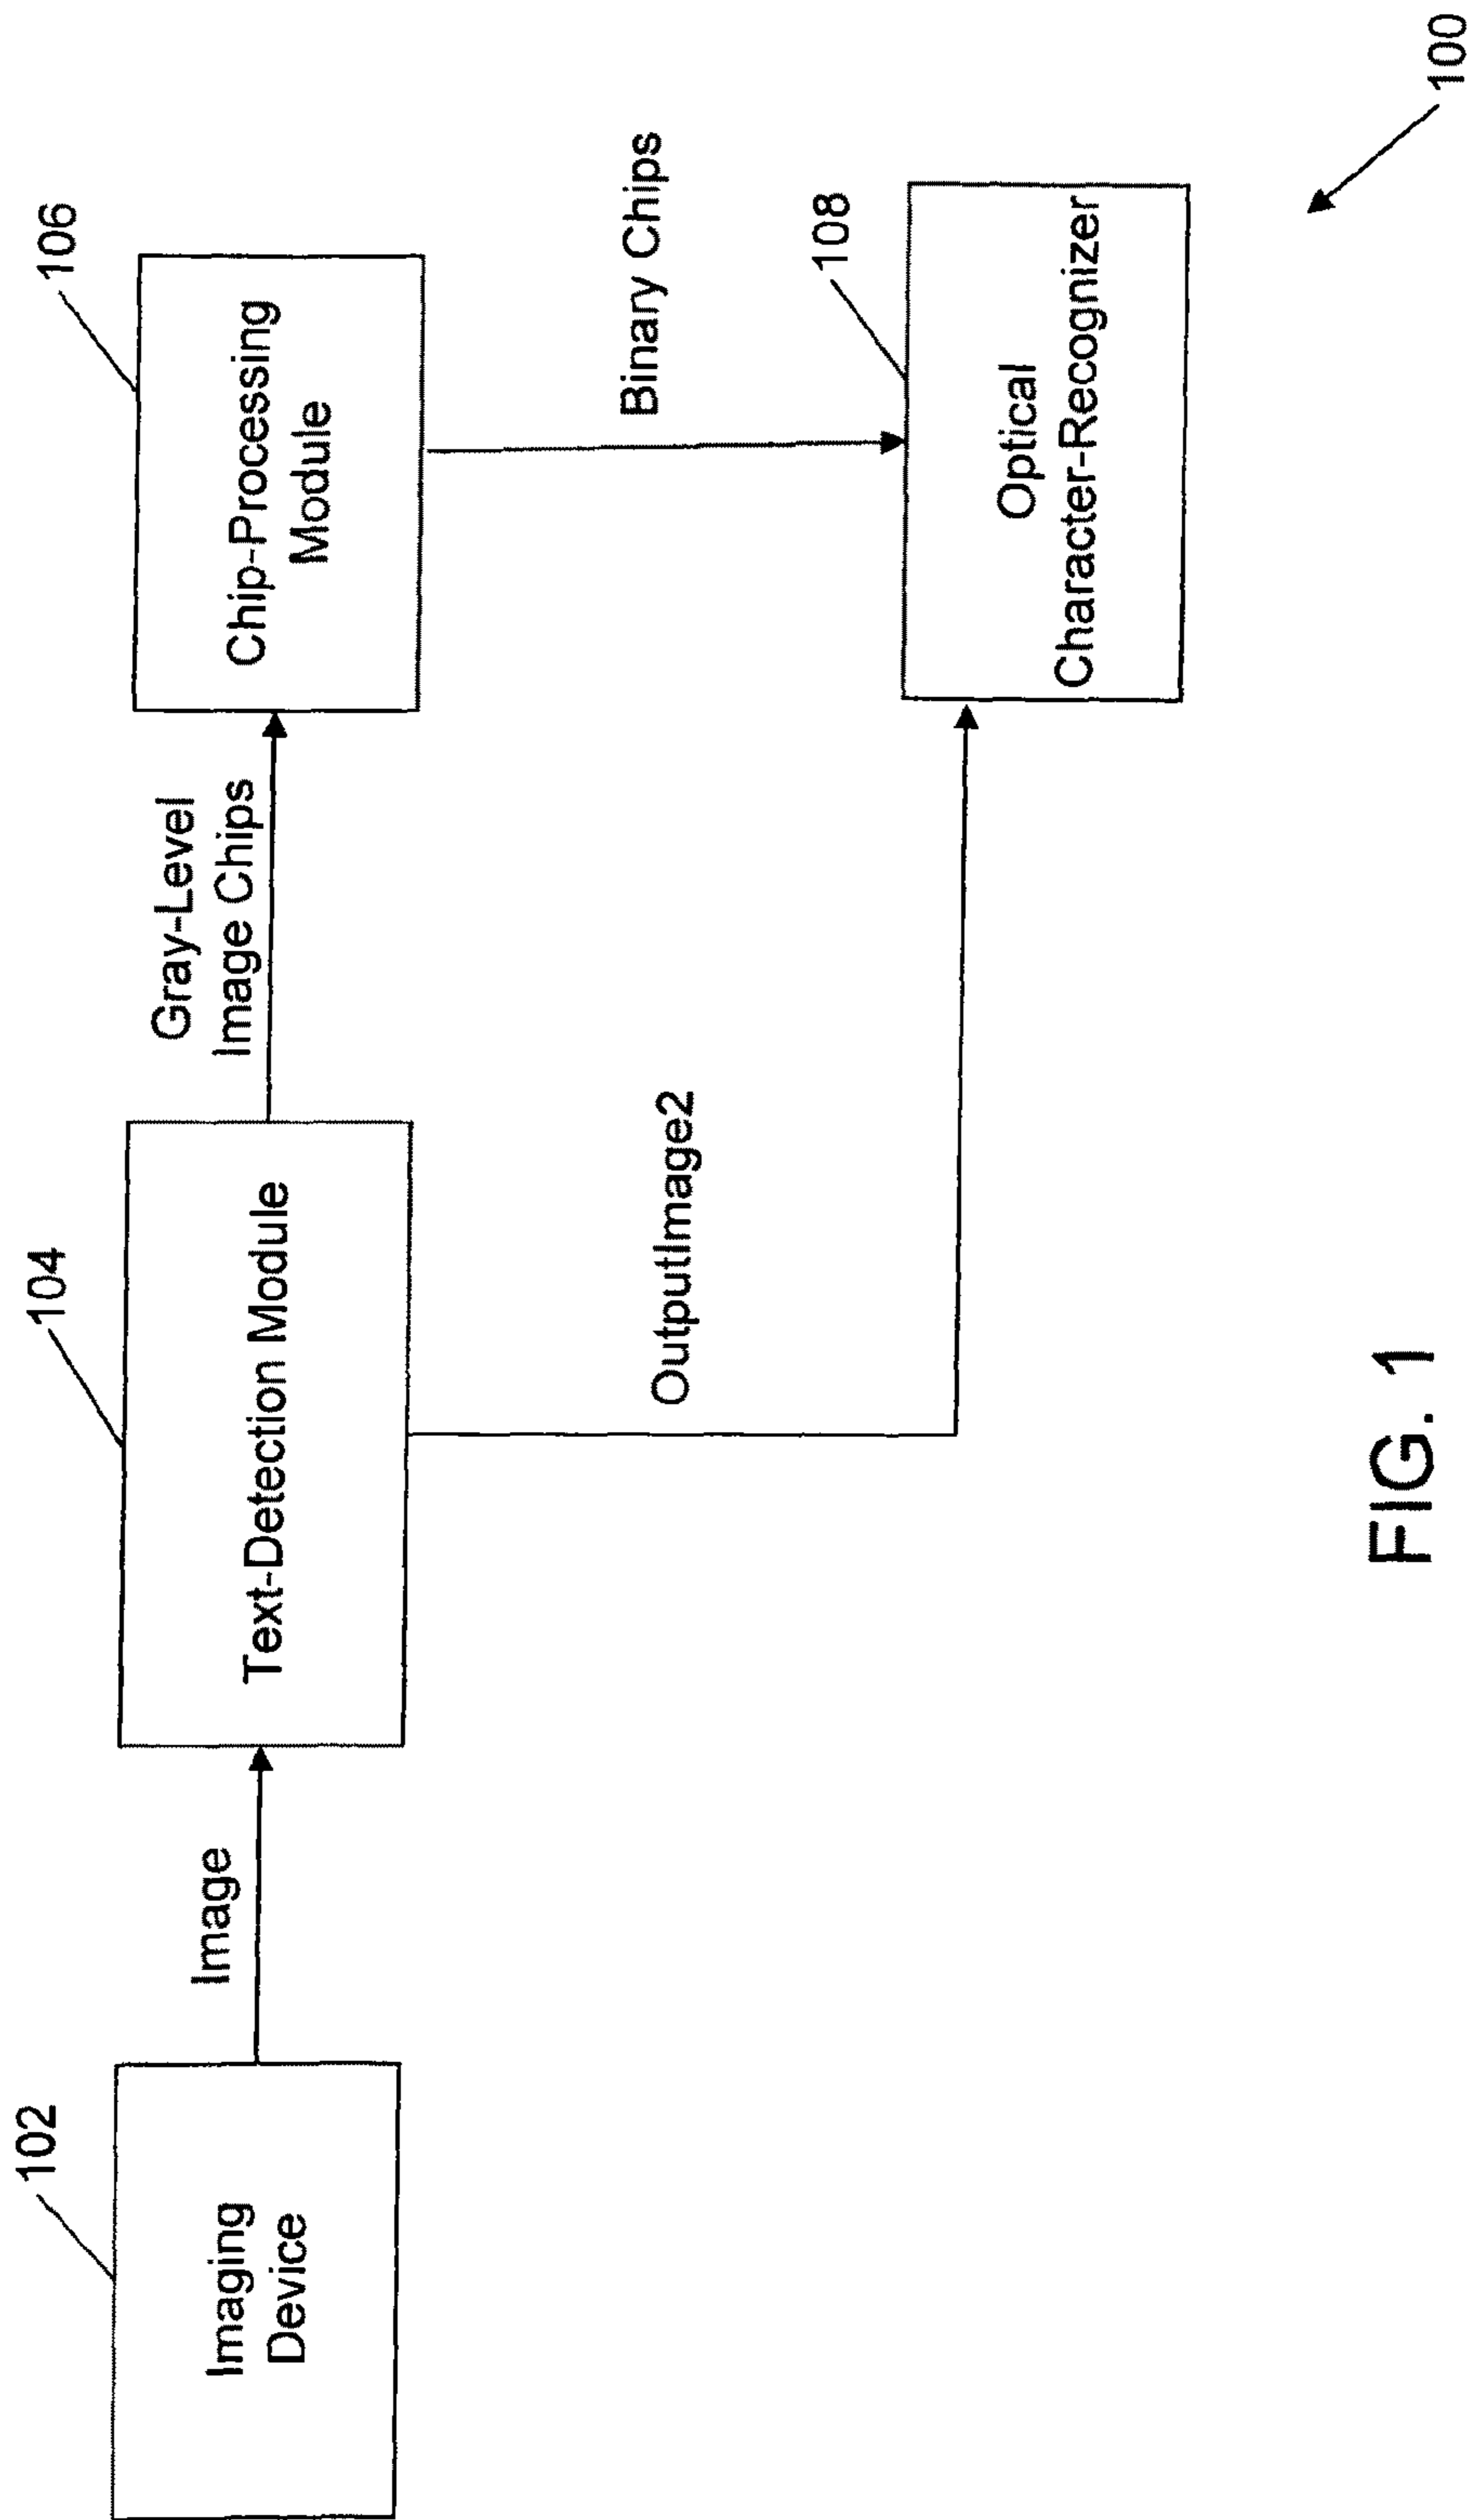 102
Imaging
Device
Image
104
Text-Detection Module
Gray-Level
Image Chips
106
Chip-Processing
Module
OutputImage2
Binary Chips
108
Optical
Character-Recognizer
100
FIG. 1